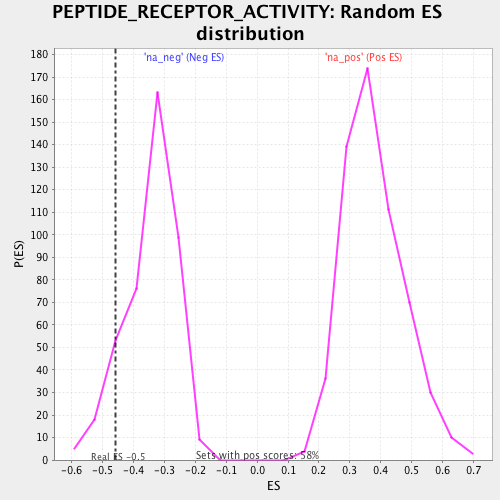 PEPTIDE_RECEPTOR_ACTIVITY: Random ES
distribution
'na_neg' (Neg ES)
'na_pos' (Pos ES)
180
170
160
150
140
130
120
110
100
90
80
70
60
50
40
30
20
10
0
P(ES)
Real ES -0.5
Sets with pos scores: 58%
-0.6 -0.5 -0.4 -0.3 -0.2 -0.1 0.0 0.1 0.2 0.3 0.4 0.5 0.6 0.7
ES